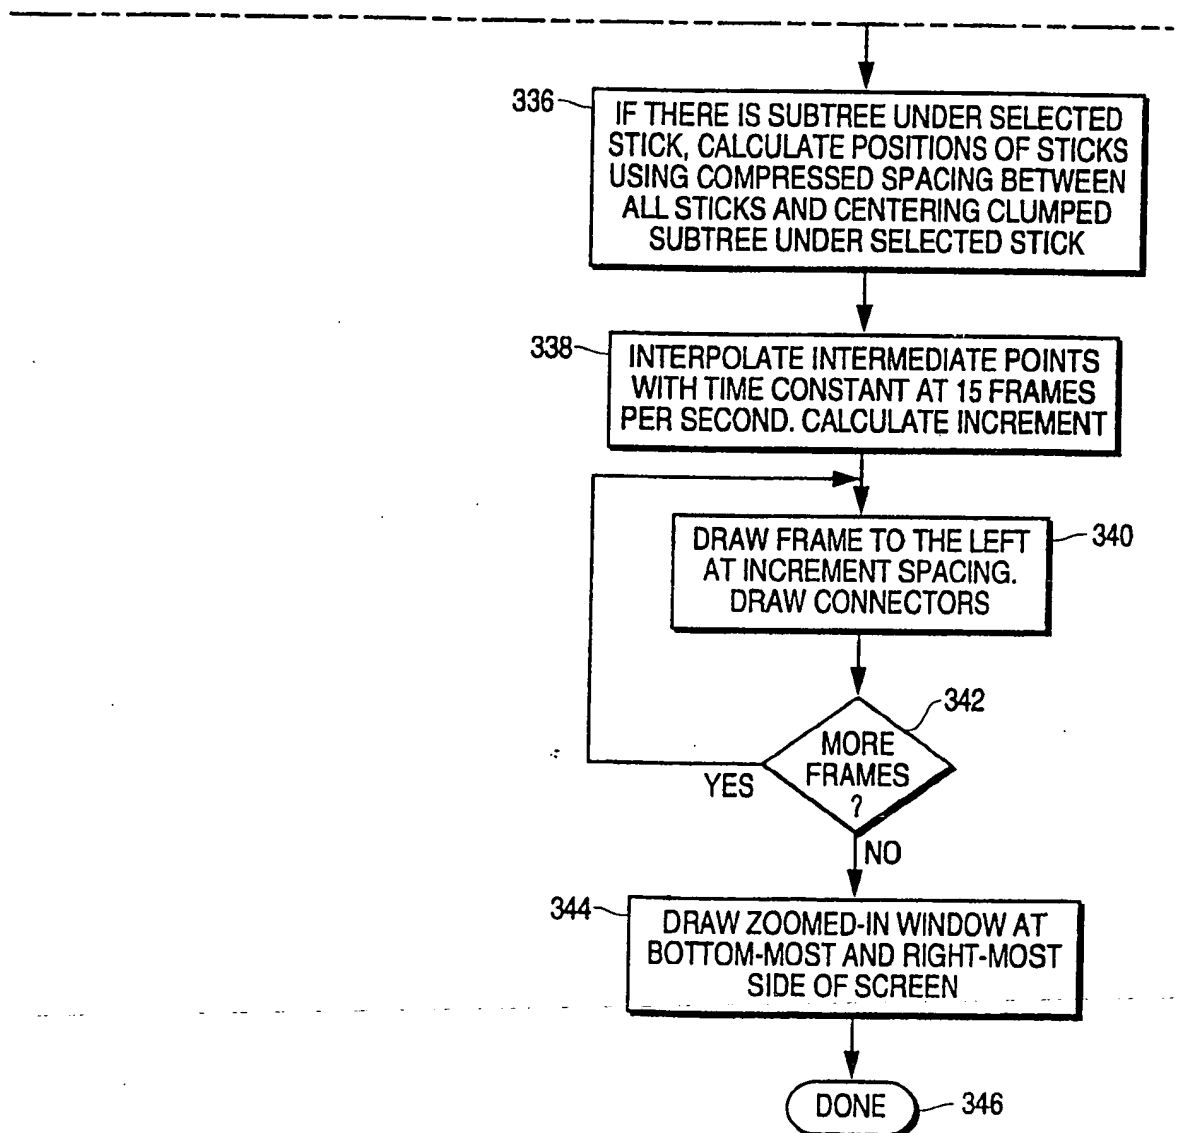 336
IF THERE IS SUBTREE UNDER SELECTED
STICK, CALCULATE POSITIONS OF STICKS
USING COMPRESSED SPACING BETWEEN
ALL STICKS AND CENTERING CLUMPED
SUBTREE UNDER SELECTED STICK
338
INTERPOLATE INTERMEDIATE POINTS
WITH TIME CONSTANT AT 15 FRAMES
PER SECOND. CALCULATE INCREMENT
DRAW FRAME TO THE LEFT
AT INCREMENT SPACING.
DRAW CONNECTORS
340
342
MORE
FRAMES
?
YES
NO
344
DRAW ZOOMED-IN WINDOW AT
BOTTOM-MOST AND RIGHT-MOST
SIDE OF SCREEN
DONE
346